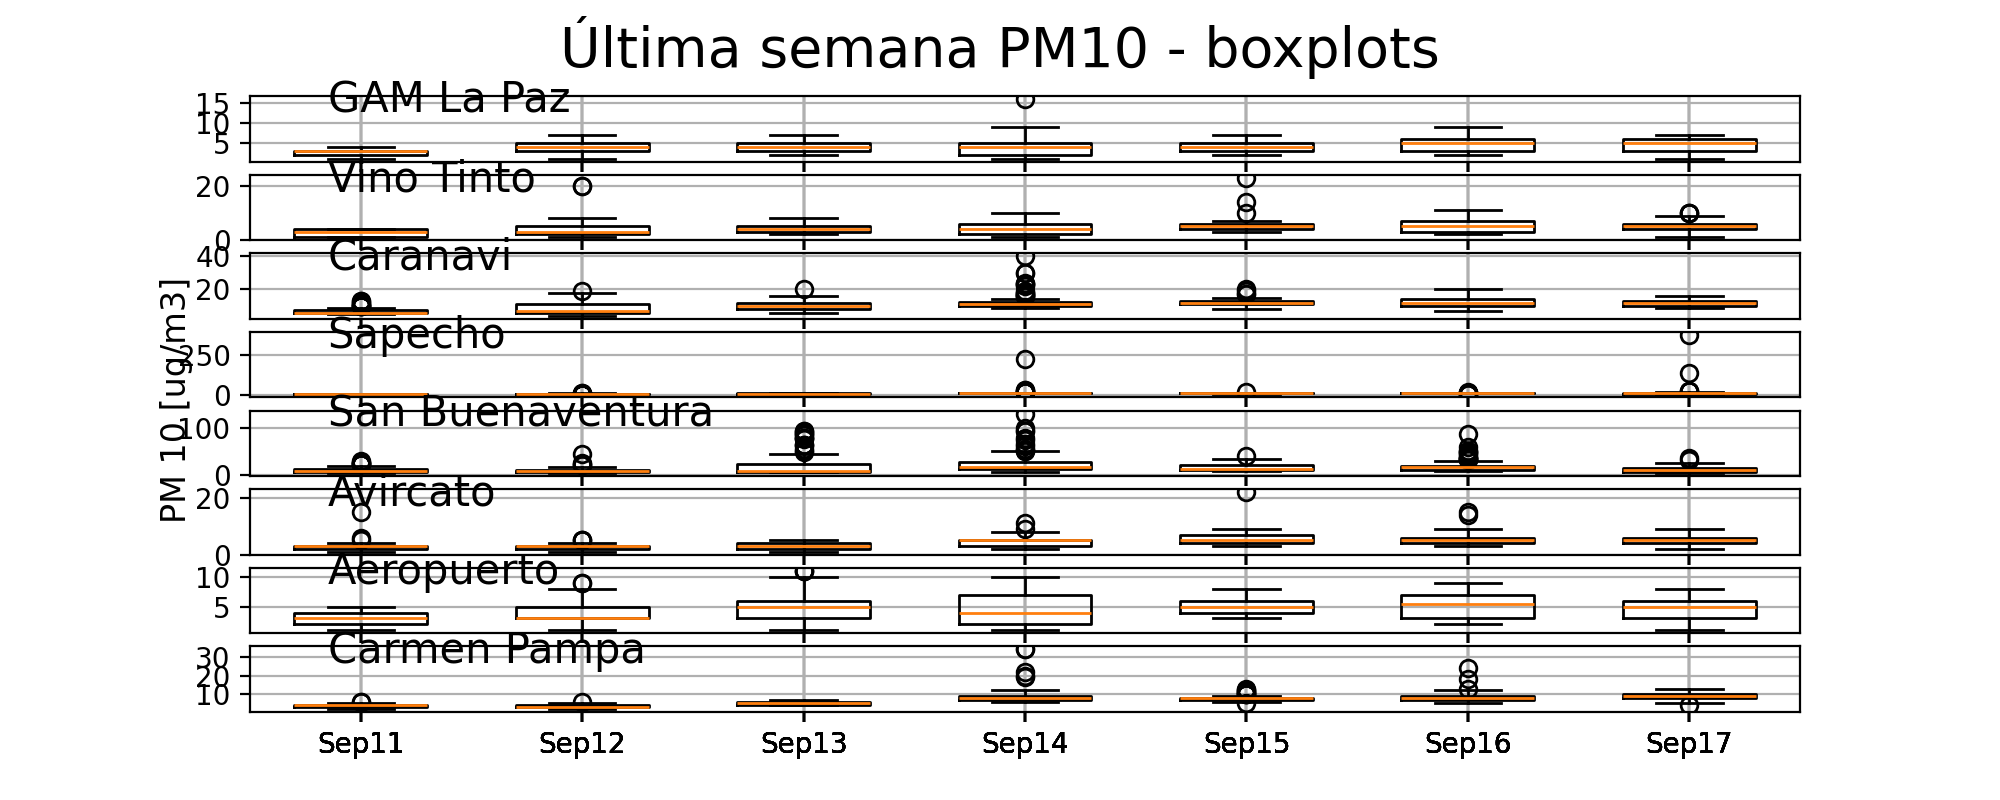 Última semana PM10 - boxplots
GAM La Paz
15
10
5
Vino Tinto
20
0
Caranavi
40
20
Sapecho
250
0
San Buenaventura
100
0
Avircato
20
0
Aeropuerto
10
5
Carmen Pampa
30
20
10
PM 10 [ug/m3]
Sep11 Sep12 Sep13 Sep14 Sep15 Sep16 Sep17